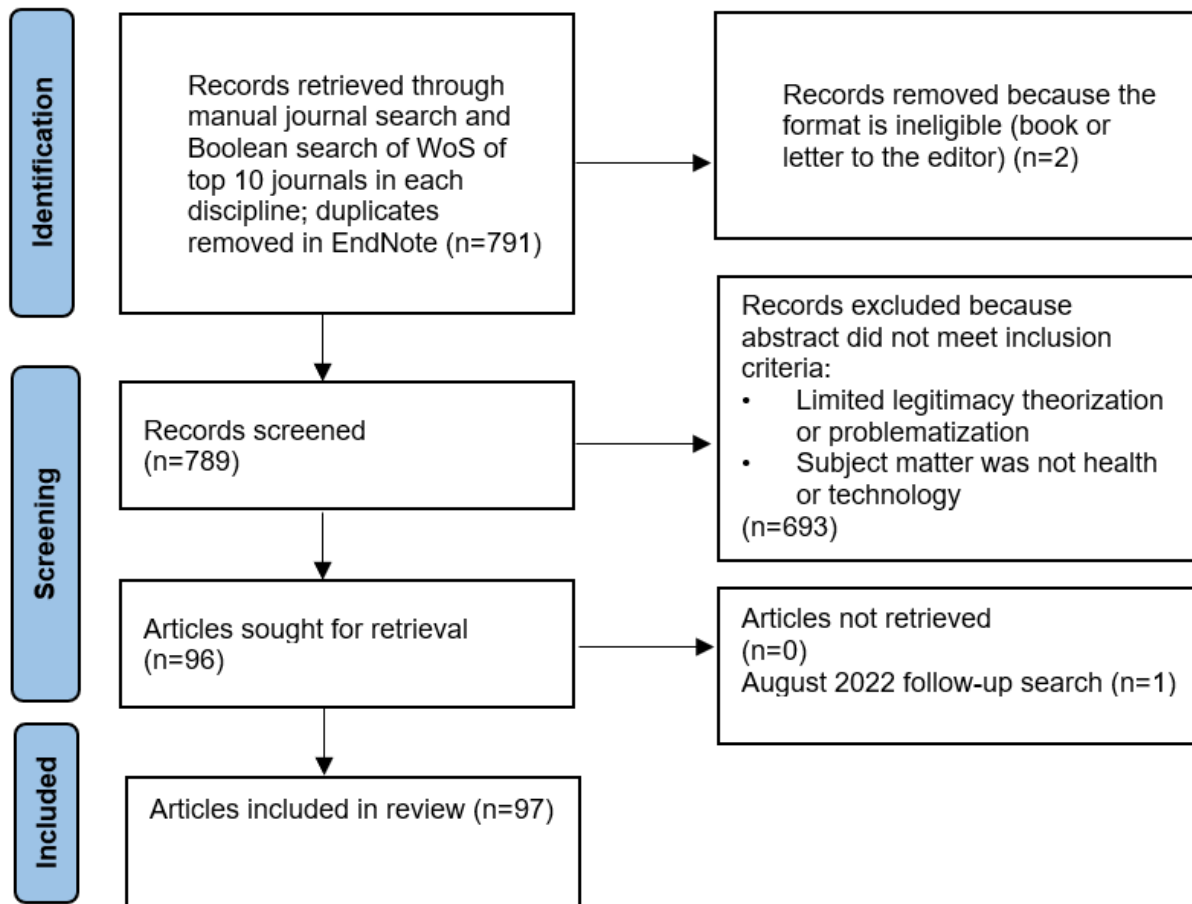 Identification
Records retrieved through
manual journal search and
Boolean search of WoS of
top 10 journals in each
discipline; duplicates
removed in EndNote (n=791)
Records removed because the
format is ineligible (book or
letter to the editor) (n=2)
Screening
Records screened
(n=789)
Records excluded because
abstract did not meet inclusion
criteria:
• Limited legitimacy theorization
or problematization
• Subject matter was not health
or technology
(n=693)
Articles sought for retrieval
(n=96)
Articles not retrieved
(n=0)
August 2022 follow-up search (n=1)
Included
Articles included in review (n=97)